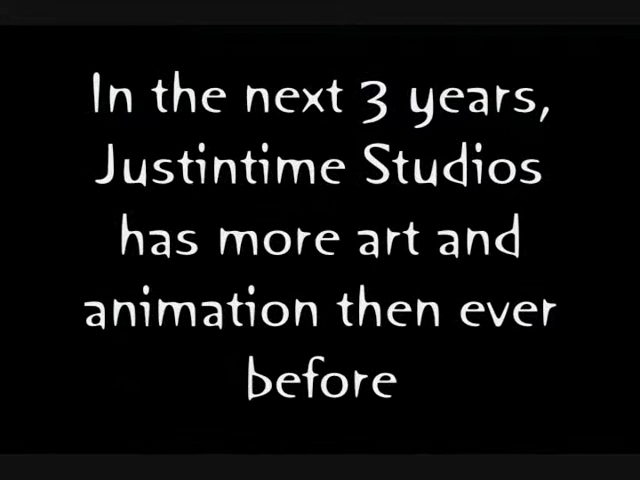 In the next 3 years,
Justintime Studios
has more art and
animation then ever
before